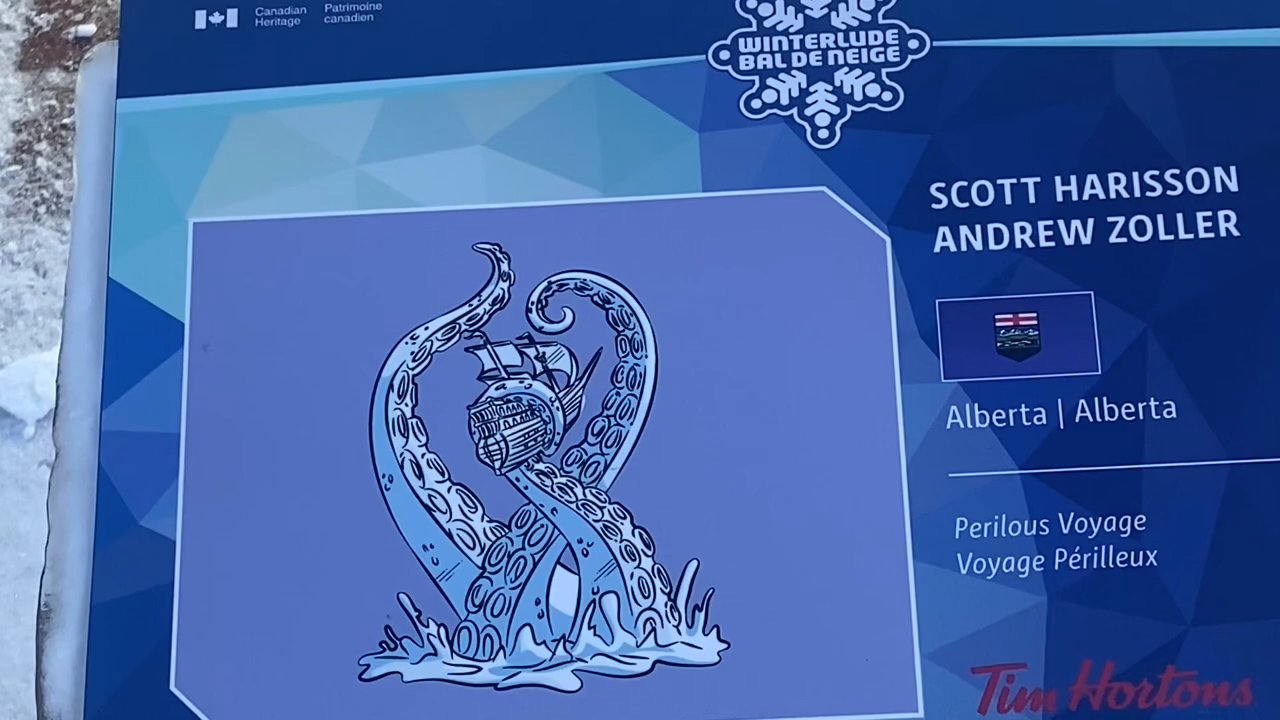 Canadian Heritage
Patrimoine canadien
WINTERLUDE
BAL DE NEIGE
SCOTT HARISSON
ANDREW ZOLLER
Alberta | Alberta
Perilous Voyage
Voyage Périlleux
Tim Hortons